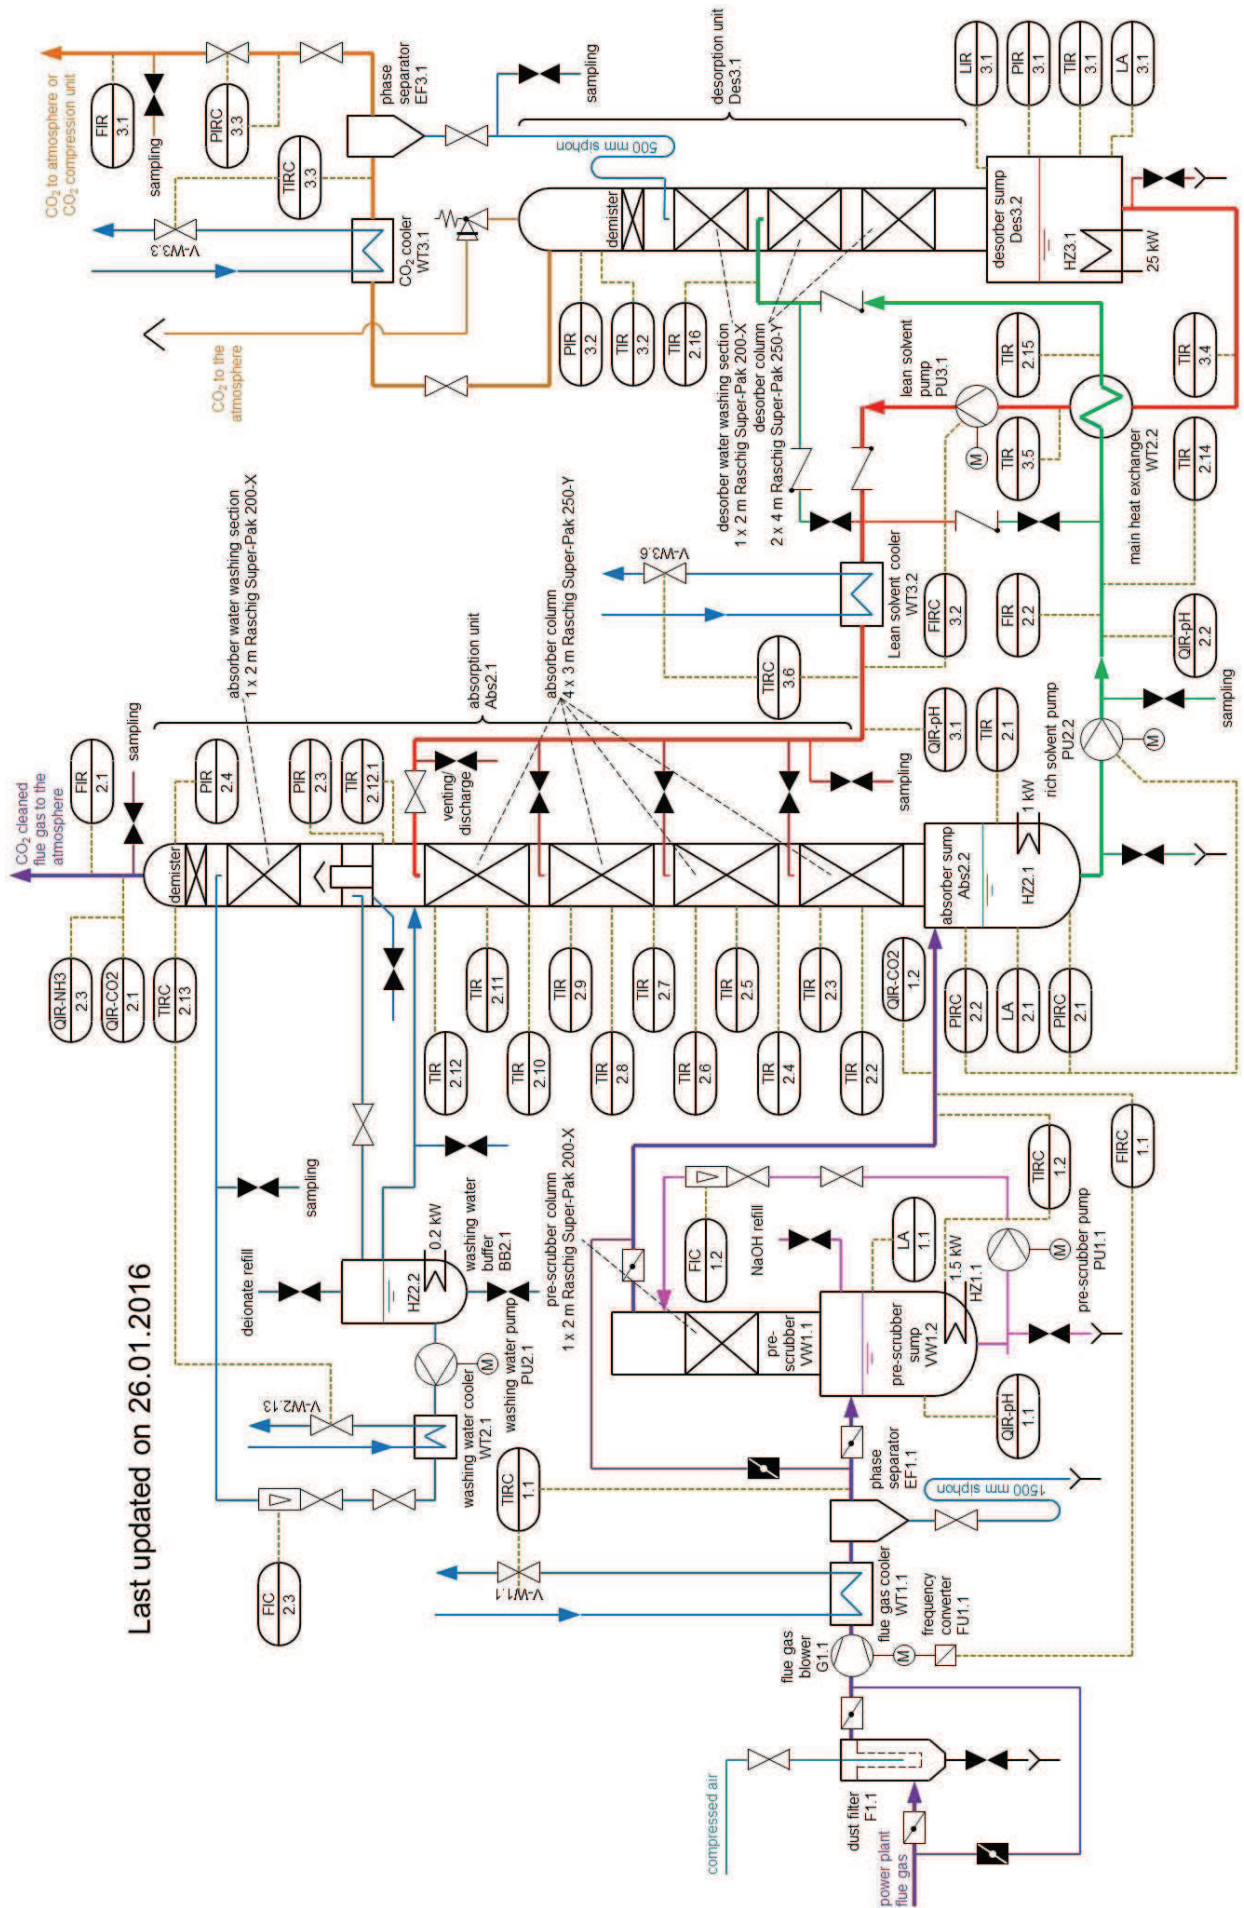 Last updated on 26.01.2016
CO2 to atmosphere or
CO2 compression unit
FIR
3.1
sampling
PIRC
3.3
TIRC
3.3
V-W3.3
CO2 cooler
WT3.1
phase
separator
EF3.1
sampling
500 mm siphon
desorption unit
Des3.1
LIR
3.1
PIR
3.1
TIR
3.1
LA
3.1
CO2 to the
atmosphere
demister
PIR
3.2
TIR
3.2
TIR
2.16
desorber water washing section
1 x 2 m Raschig Super-Pak 200-X
desorber column
2 x 4 m Raschig Super-Pak 250-Y
desorber sump
Des3.2
HZ3.1
25 kW
TIR
2.15
TIR
3.4
lean solvent
pump
PU3.1
M
TIR
3.5
main heat exchanger
WT2.2
TIR
2.14
V-W3.6
Lean solvent cooler
WT3.2
TIRC
3.6
FIRC
3.2
FIR
2.2
QIR-pH
2.2
QIR-pH
3.1
TIR
2.1
rich solvent pump
PU2.2
M
sampling
CO2 cleaned
flue gas to the
atmosphere
FIR
2.1
sampling
PIR
2.4
absorber water washing section
1 x 2 m Raschig Super-Pak 200-X
absorption unit
Abs2.1
absorber column
4 x 3 m Raschig Super-Pak 250-Y
PIR
2.3
TIR
2.12.1
venting/
discharge
sampling
demister
absorber sump
Abs2.2
HZ2.1
1 kW
QIR-NH3
2.3
QIR-CO2
2.1
TIRC
2.13
TIR
2.12
TIR
2.11
TIR
2.10
TIR
2.9
TIR
2.8
TIR
2.7
TIR
2.6
TIR
2.5
TIR
2.4
TIR
2.3
TIR
2.2
QIR-CO2
1.2
PIRC
2.2
LA
2.1
PIRC
2.1
sampling
deionate refill
HZ2.2
0.2 kW
washing water
buffer
BB2.1
washing water pump
PU2.1
M
V-W2.13
washing water cooler
WT2.1
FIC
2.3
pre-scrubber column
1 x 2 m Raschig Super-Pak 200-X
FIC
1.2
NaOH refill
LA
1.1
TIRC
1.2
FIRC
1.1
pre-
scrubber
VW1.1
pre-scrubber
sump
VW1.2
1.5 kW
HZ1.1
M
pre-scrubber pump
PU1.1
QIR-pH
1.1
TIRC
1.1
V-W1.1
phase
separator
EF1.1
1500 mm siphon
flue gas cooler
WT1.1
flue gas
blower
G1.1
M
frequency
converter
FU1.1
compressed air
dust filter
F1.1
power plant
flue gas